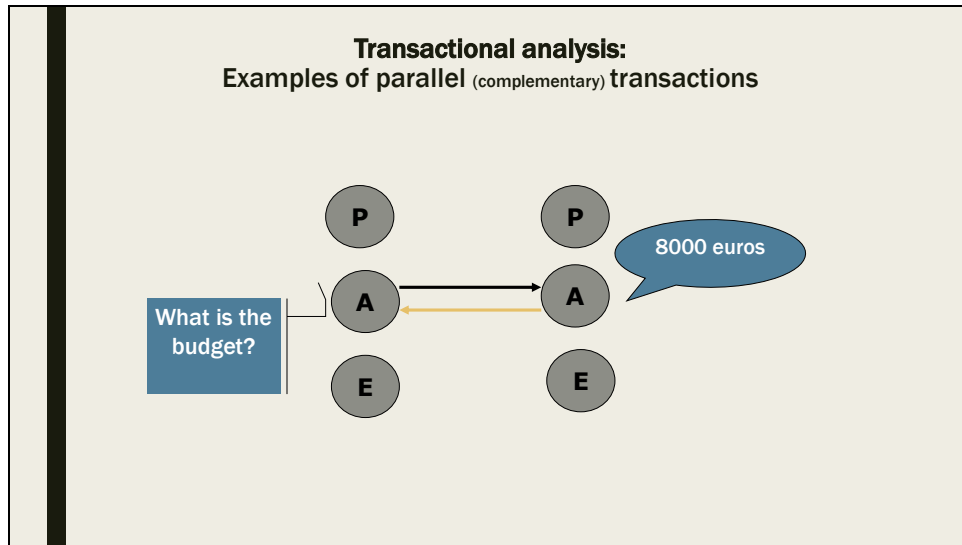 Transactional analysis:
Examples of parallel (complementary) transactions
P
P
8000 euros
A
A
What is the
budget?
E
E